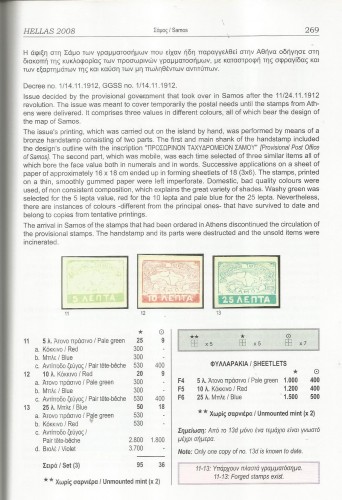 HELLAS 2008
Σάμος / Samos
269
Η άφιξη στη Σάμο των γραμματοσήμων που είχαν ήδη παραγγελθεί στην Αθήνα οδήγησε στη
διακοπή της κυκλοφορίας των προσωρινών γραμματοσήμων, με καταστροφή της σφραγίδας και
των εξαρτημάτων της και καύση των μη πωληθέντων αντιτύπων.
Decree no. 1/14.11.1912, GGSS no. 1/14.11.1912.
Issue decided by the provisional government that took over in Samos after the 11/24.11.1912
revolution. The issue was meant to cover temporarily the postal needs until the stamps from Ath-
ens were delivered. It comprises three values in different colours, all of which bear the design of
the map of Samos.
The issue's printing, which was carried out on the island by hand, was performed by means of a
bronze handstamp consisting of two parts. The first and main shank of the handstamp included
the design's outline with the inscription "ΠΡΟΣΩΡΙΝΟΝ ΤΑΧΥΔΡΟΜΕΙΟΝ ΣΑΜΟΥ" [Provisional Post Office
of Samos]. The second part, which was mobile, was each time selected of three similar items all of
which bore the face value both in numerals and in words. Successive applications on a sheet of
paper of approximately 16 x 18 cm ended up in forming sheetlets of 18 (3x6). The stamps, printed
on a thin, smoothly gummed paper were left imperforate. Domestic, bad quality colours were
used, of non consistent composition, which explains the great variety of shades. Washy green was
selected for the 5 lepta value, red for the 10 lepta and pale blue for the 25 lepta. Nevertheless,
there are instances of colours -different from the principal ones- that have survived to date and
belong to copies from tentative printings.
The arrival in Samos of the stamps that had been ordered in Athens discontinued the circulation of
the provisional stamps. The handstamp and its parts were destructed and the unsold items were
incinerated.
5 ΛΕΠΤΑ
10 ΛΕΠΤΑ
25 ΛΕΠΤΑ
11
12
13
11 5 λ. Άτονο πράσινο / Pale green 25 9
a. Κόκκινο / Red 300 -
b. Μπλε / Blue 300 -
c. Αντίποδο ζεύγος / Pair tête-bêche 530 400
12 10 λ. Κόκκινο / Red 20 9
a. Άτονο πράσινο / Pale green 300 -
b. Μπλε / Blue 300 -
c. Αντίποδο ζεύγος / Pair tête-bêche 530 400
13 25 λ. Μπλε / Blue 50 18
a. Άτονο πράσινο / Pale green 530 -
b. Κόκκινο / Red 530 -
c. Αντίποδο ζεύγος /
Pair tête-bêche 2.800 1.800
d. Βιολέ / Violet 3.700 -
Σειρά / Set (3) 95 36
** Χωρίς σαρνιέρα / Unmounted mint (x 2)
x 5
x 5
x 7
ΦΥΛΛΑΡΑΚΙΑ / SHEETLETS
F4 5 λ. Άτονο πράσινο / Pale green 1.000 400
F5 10 λ. Κόκκινο / Red 1.200 400
F6 25 λ. Μπλε / Blue 1.500 500
** Χωρίς σαρνιέρα / Unmounted mint (x 2)
Σημείωση: Από το 13d μόνο ένα τεμάχιο είναι γνωστό
μέχρι σήμερα.
Note: Only one copy of no. 13d is known to date.
11-13: Υπάρχουν πλαστά γραμματόσημα.
11-13: Forged stamps exist.